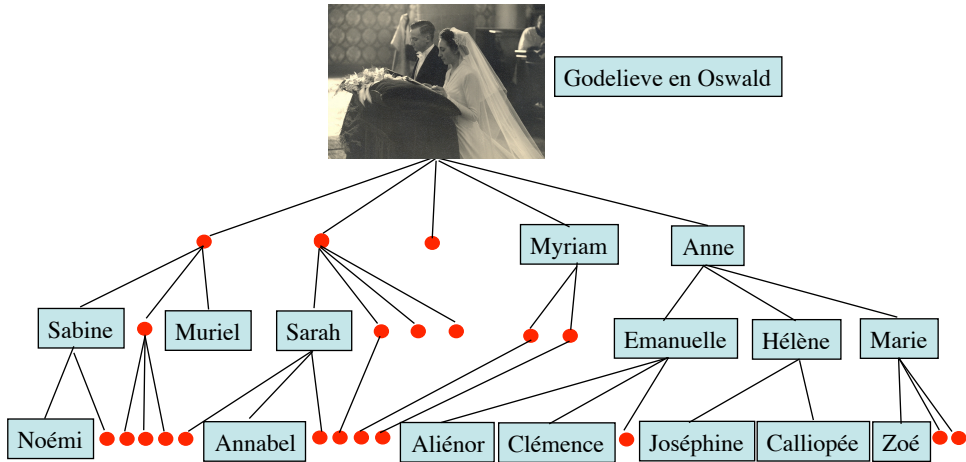 Godelieve en Oswald
Myriam
Anne
Sabine
Muriel
Sarah
Emanuelle
Hélène
Marie
Noémi
Annabel
Aliénor
Clémence
Joséphine
Calliopée
Zoé